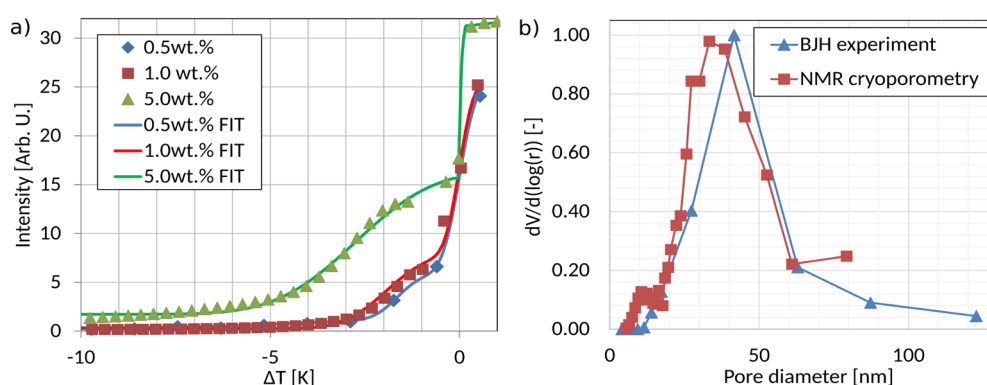 a)
30
25
20
15
10
5
0
-10
-5
0
Intensity [Arb. U.]
ΔT [K]
0.5wt.%
1.0 wt.%
5.0wt.%
0.5wt.% FIT
1.0wt.% FIT
5.0wt.% FIT
b)
1.00
0.80
0.60
0.40
0.20
0.00
0
50
100
dV/d(log(r)) [-]
Pore diameter [nm]
BJH experiment
NMR cryoporometry